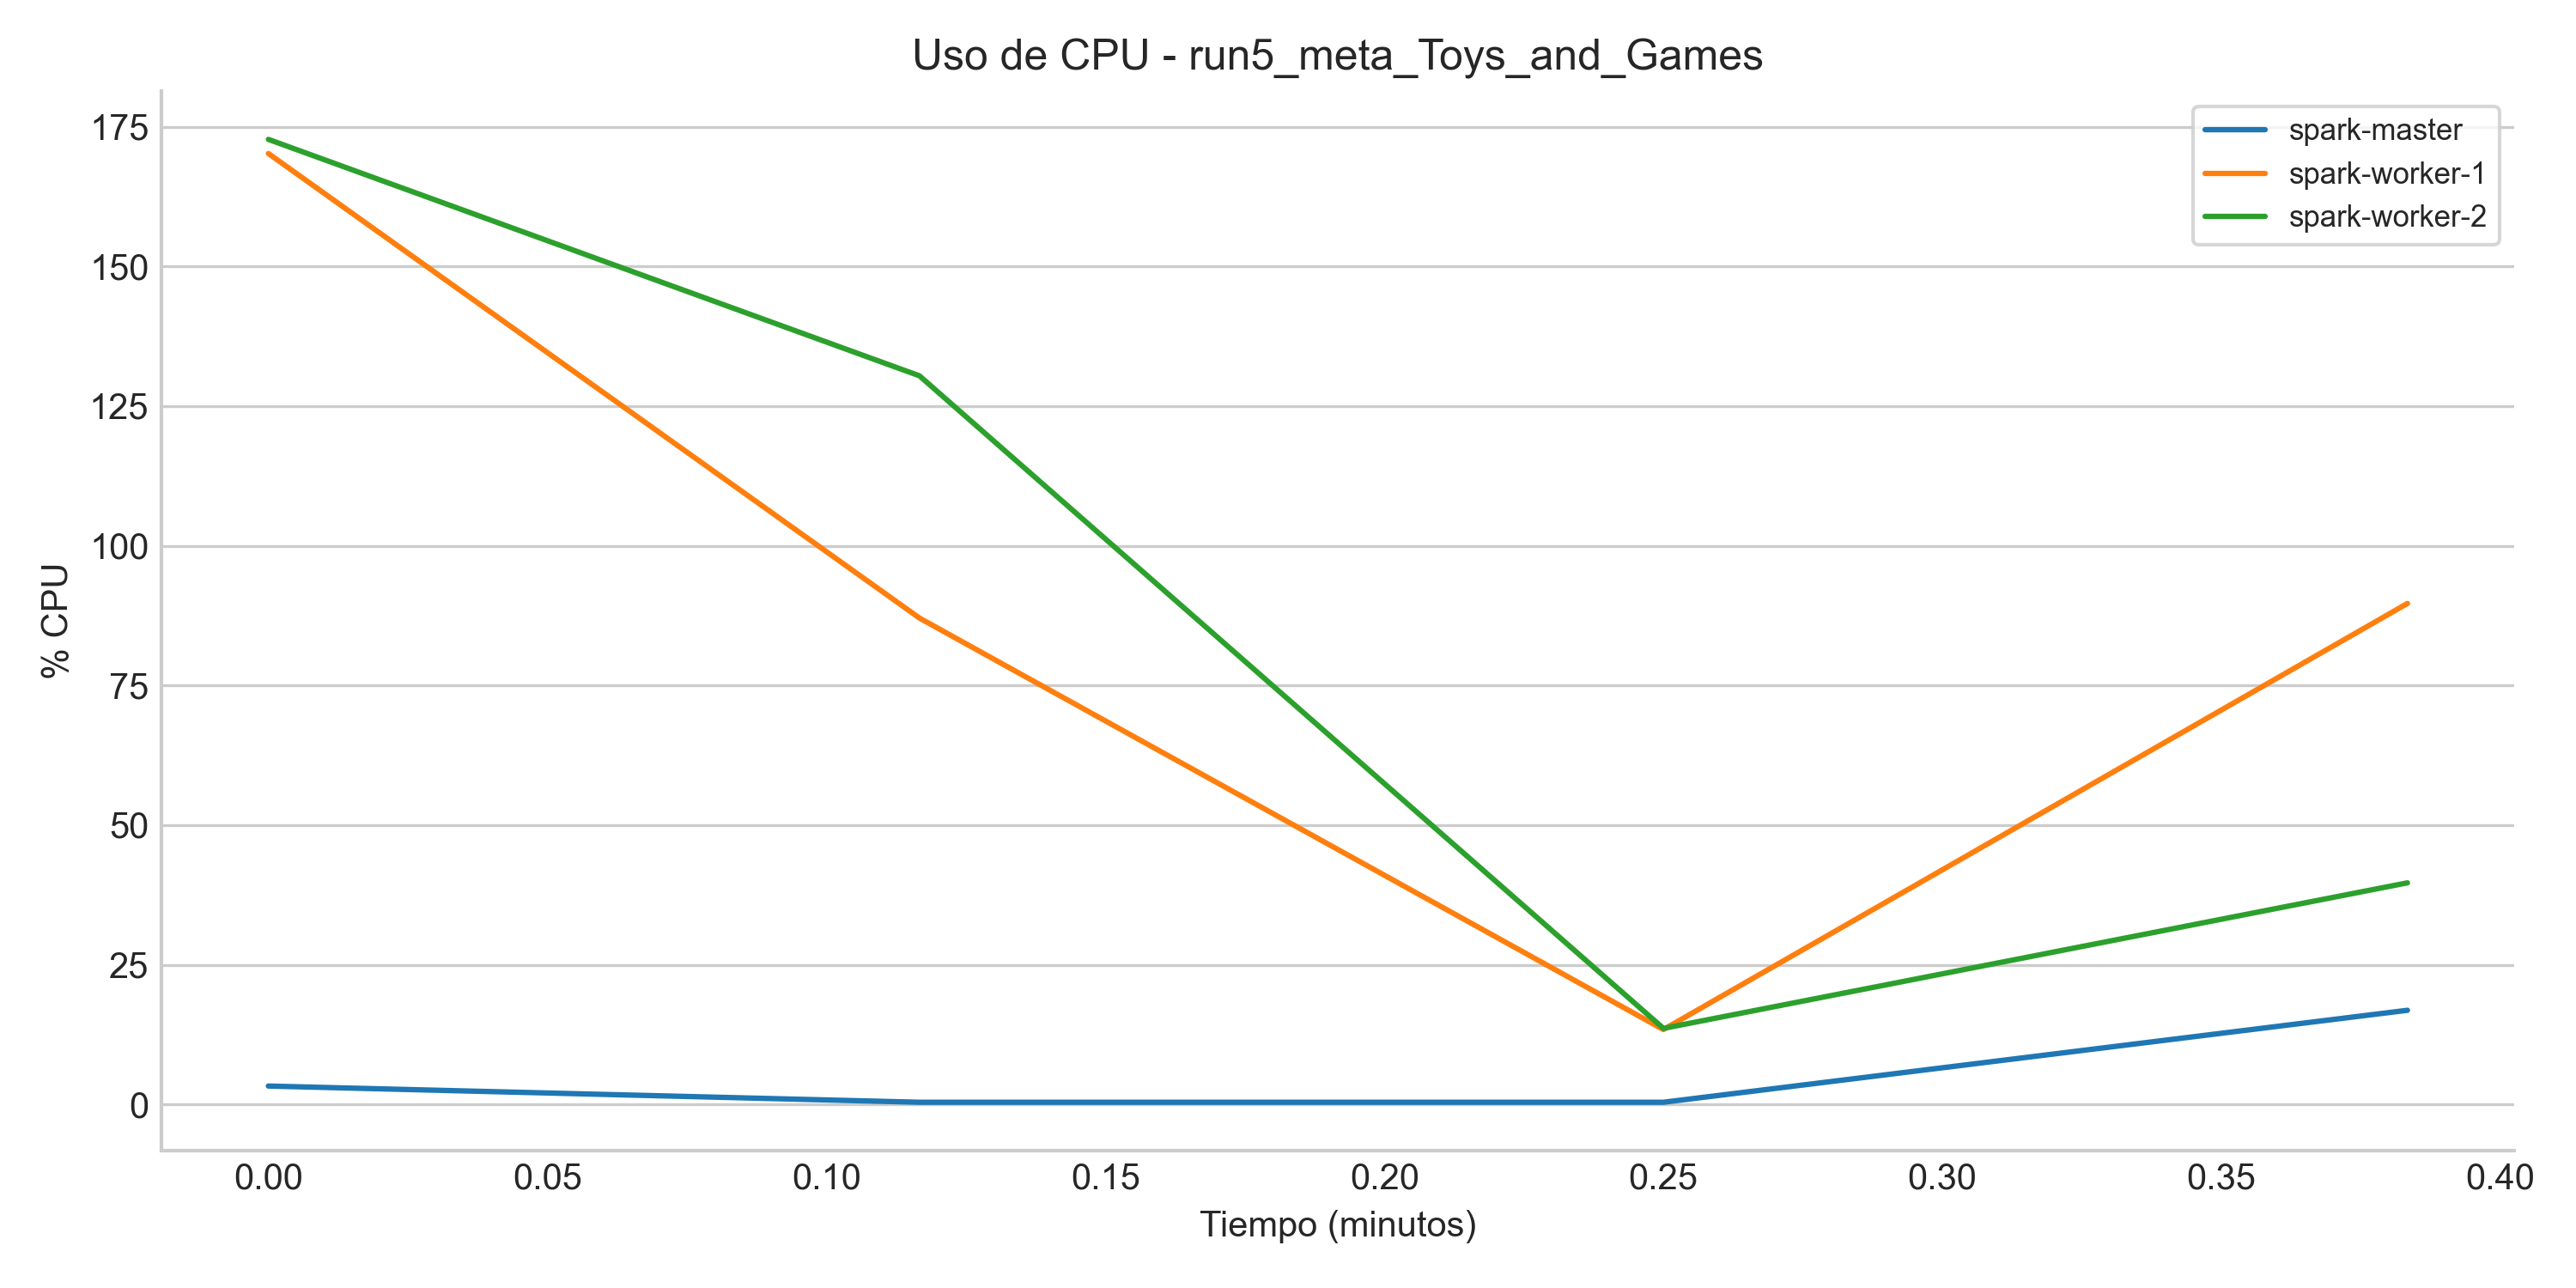 Uso de CPU - run5_meta_Toys_and_Games
spark-master
spark-worker-1
spark-worker-2
% CPU
175
150
125
100
75
50
25
0
0.00 0.05 0.10 0.15 0.20 0.25 0.30 0.35 0.40
Tiempo (minutos)